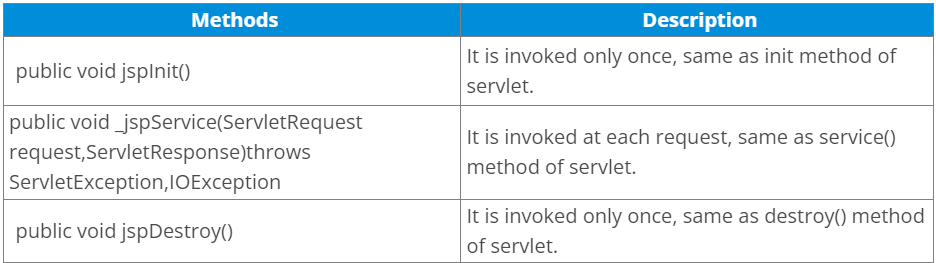 Methods
Description
public void jspInit()
It is invoked only once, same as init method of
servlet.
public void _jspService(ServletRequest
request,ServletResponse)throws
ServletException,IOException
It is invoked at each request, same as service()
method of servlet.
public void jspDestroy()
It is invoked only once, same as destroy() method
of servlet.